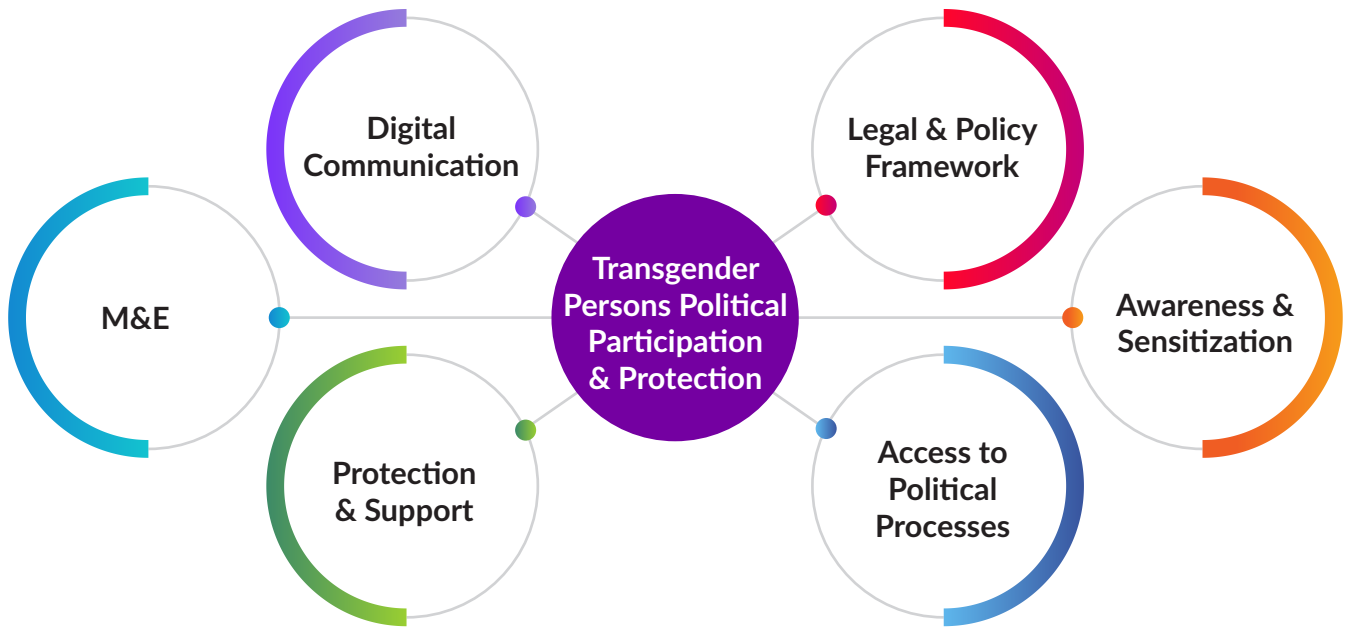 Digital
Communication
Legal & Policy
Framework
M&E
Transgender
Persons Political
Participation
& Protection
Awareness &
Sensitization
Protection
& Support
Access to
Political
Processes